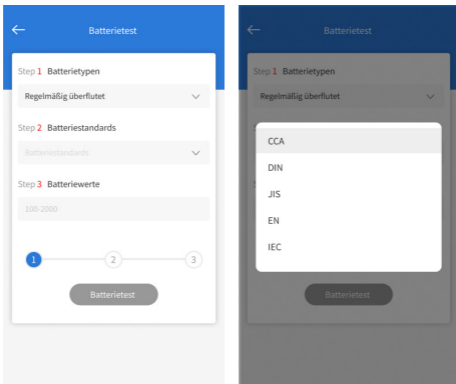 Batterietest
Step 1 Batterietypen
Regelmäßig überflutet
Step 2 Batteriestandards
Batteriestandards
Step 3 Batteriewerte
100-2000
1
2
3
Batterietest
Batterietest
Step 1 Batterietypen
Regelmäßig überflutet
CCA
DIN
JIS
EN
IEC
Batterietest